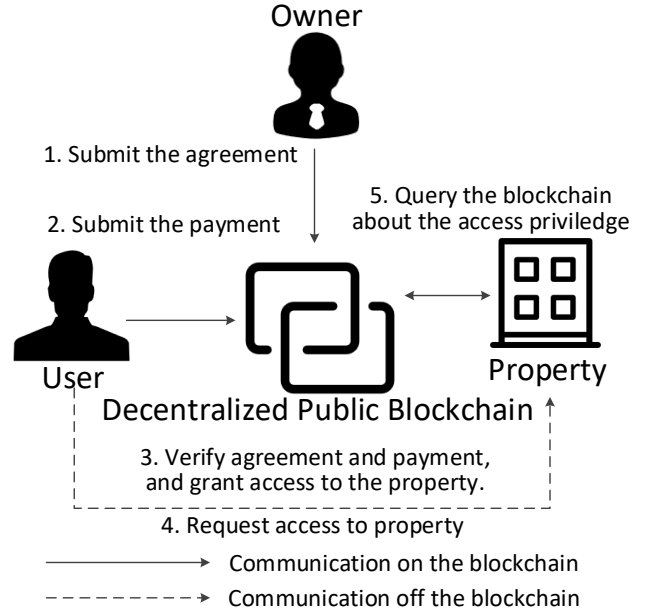 Owner
1. Submit the agreement
5. Query the blockchain
about the access priviledge
2. Submit the payment
User
Property
Decentralized Public Blockchain
3. Verify agreement and payment,
and grant access to the property.
4. Request access to property
Communication on the blockchain
Communication off the blockchain